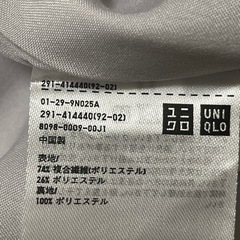 291-414440(92-02)
01-29-9N025A
291-414440(92-02)
8098-0009-00J1
中国製
表地/
74% 複合繊維(ポリエステル)
26% ポリエステル
裏地/
100% ポリエステル
ユニクロ
UNIQLO